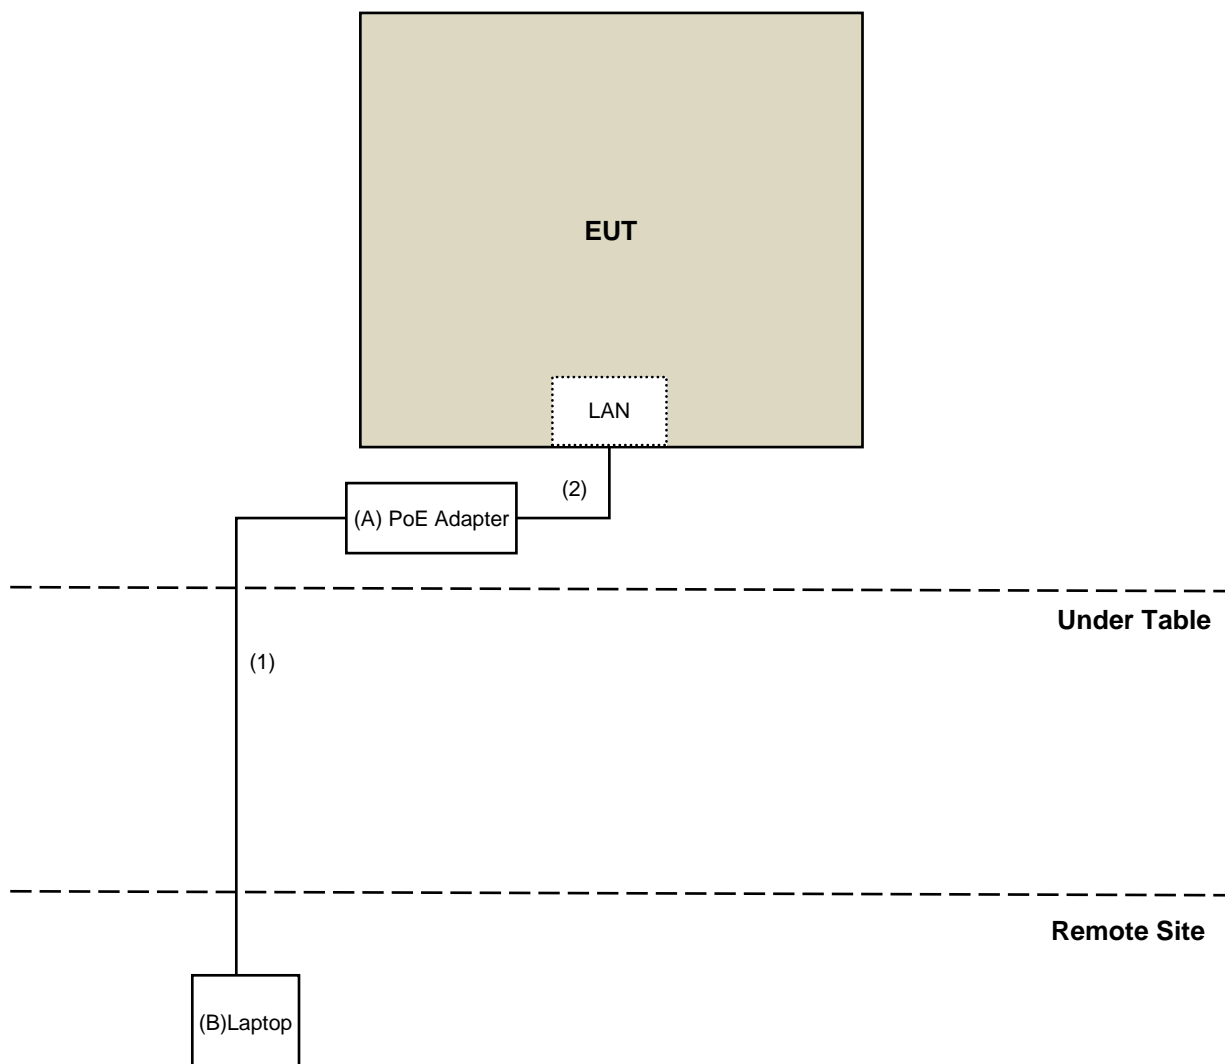 EUT
LAN
(2)
(A) PoE Adapter
Under Table
(1)
Remote Site
(B)Laptop